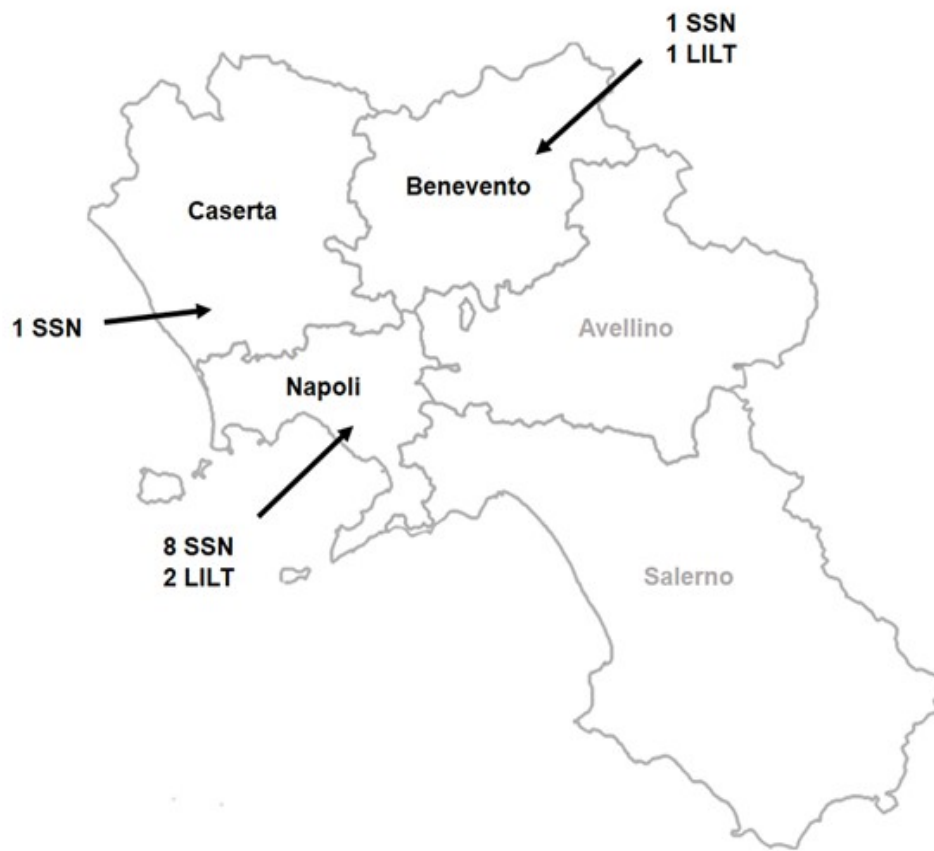 1 SSN
1 LILT
Benevento
Caserta
1 SSN
Avellino
Napoli
8 SSN
2 LILT
Salerno